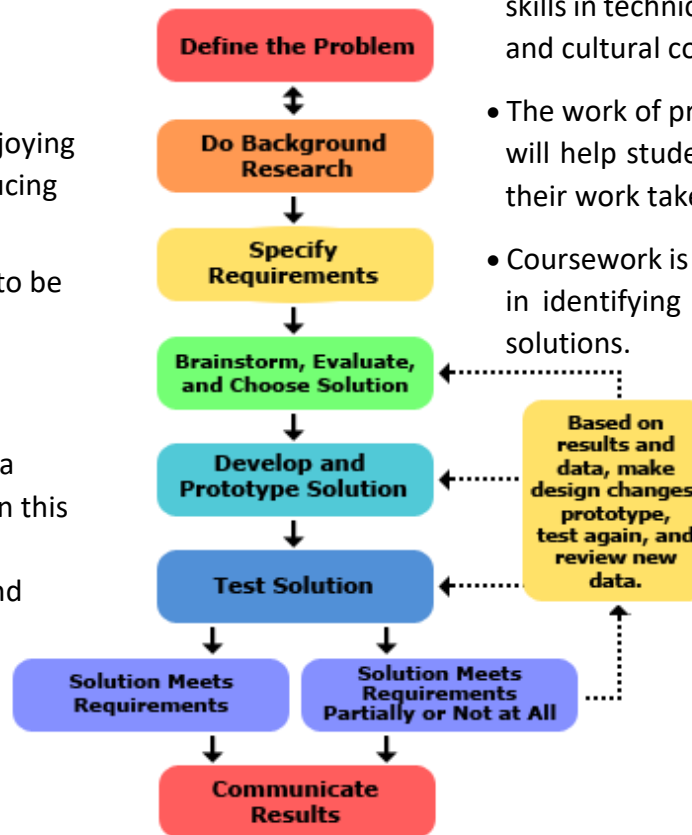 joying
ucing
to be
a
n this
nd
Define the Problem
Do Background
Research
Specify
Requirements
Brainstorm, Evaluate,
and Choose Solution
Develop and
Prototype Solution
Test Solution
Solution Meets
Requirements
Solution Meets
Requirements
Partially or Not at All
Communicate
Results
skills in technic
and cultural co
• The work of pr
will help stude
their work take
• Coursework is
in identifying
solutions.
Based on
results and
data, make
design changes
prototype,
test again, and
review new
data.